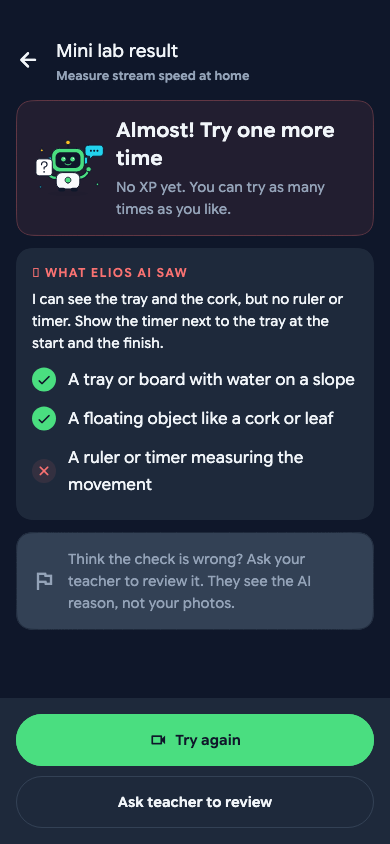 Mini lab result
Measure stream speed at home
Almost! Try one more
time
No XP yet. You can try as many
times as you like.
WHAT ELIOS AI SAW
I can see the tray and the cork, but no ruler or
timer. Show the timer next to the tray at the
start and the finish.
A tray or board with water on a slope
A floating object like a cork or leaf
A ruler or timer measuring the
movement
Think the check is wrong? Ask your
teacher to review it. They see the AI
reason, not your photos.
Try again
Ask teacher to review